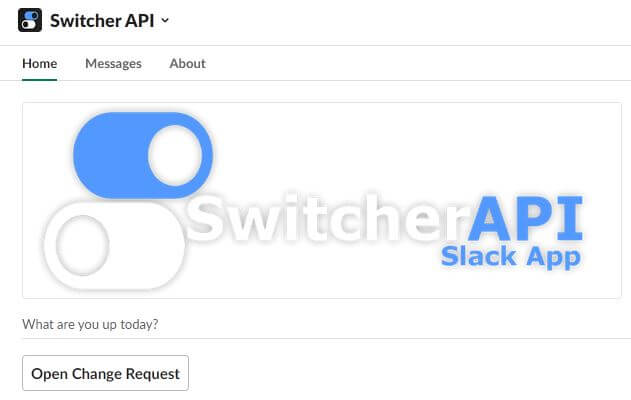 Switcher API
Home Messages About
SwitcherAPI
Slack App
What are you up today?
Open Change Request